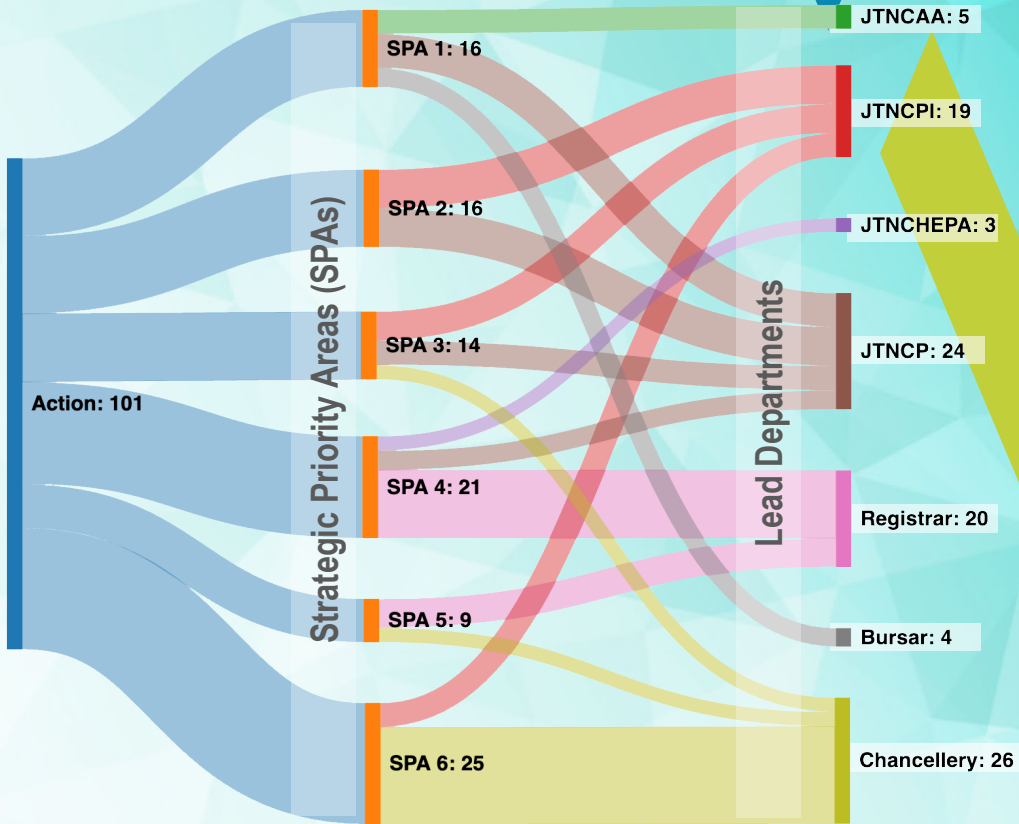 Action: 101
Strategic Priority Areas (SPAs)
SPA 1: 16
SPA 2: 16
SPA 3: 14
SPA 4: 21
SPA 5: 9
SPA 6: 25
Lead Departments
JTNCAA: 5
JTNCPI: 19
JTNCHEPA: 3
JTNCP: 24
Registrar: 20
Bursar: 4
Chancellery: 26